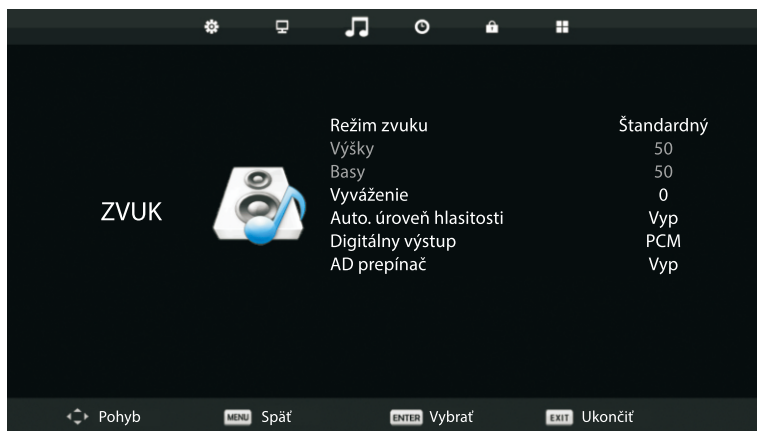 ZVUK
Režim zvuku Štandardný
Výšky 50
Basy 50
Vyváženie 0
Auto. úroveň hlasitosti Vyp
Digitálny výstup PCM
AD prepínač Vyp
Pohyb MENU Späť ENTER Vybrať EXIT Ukončiť